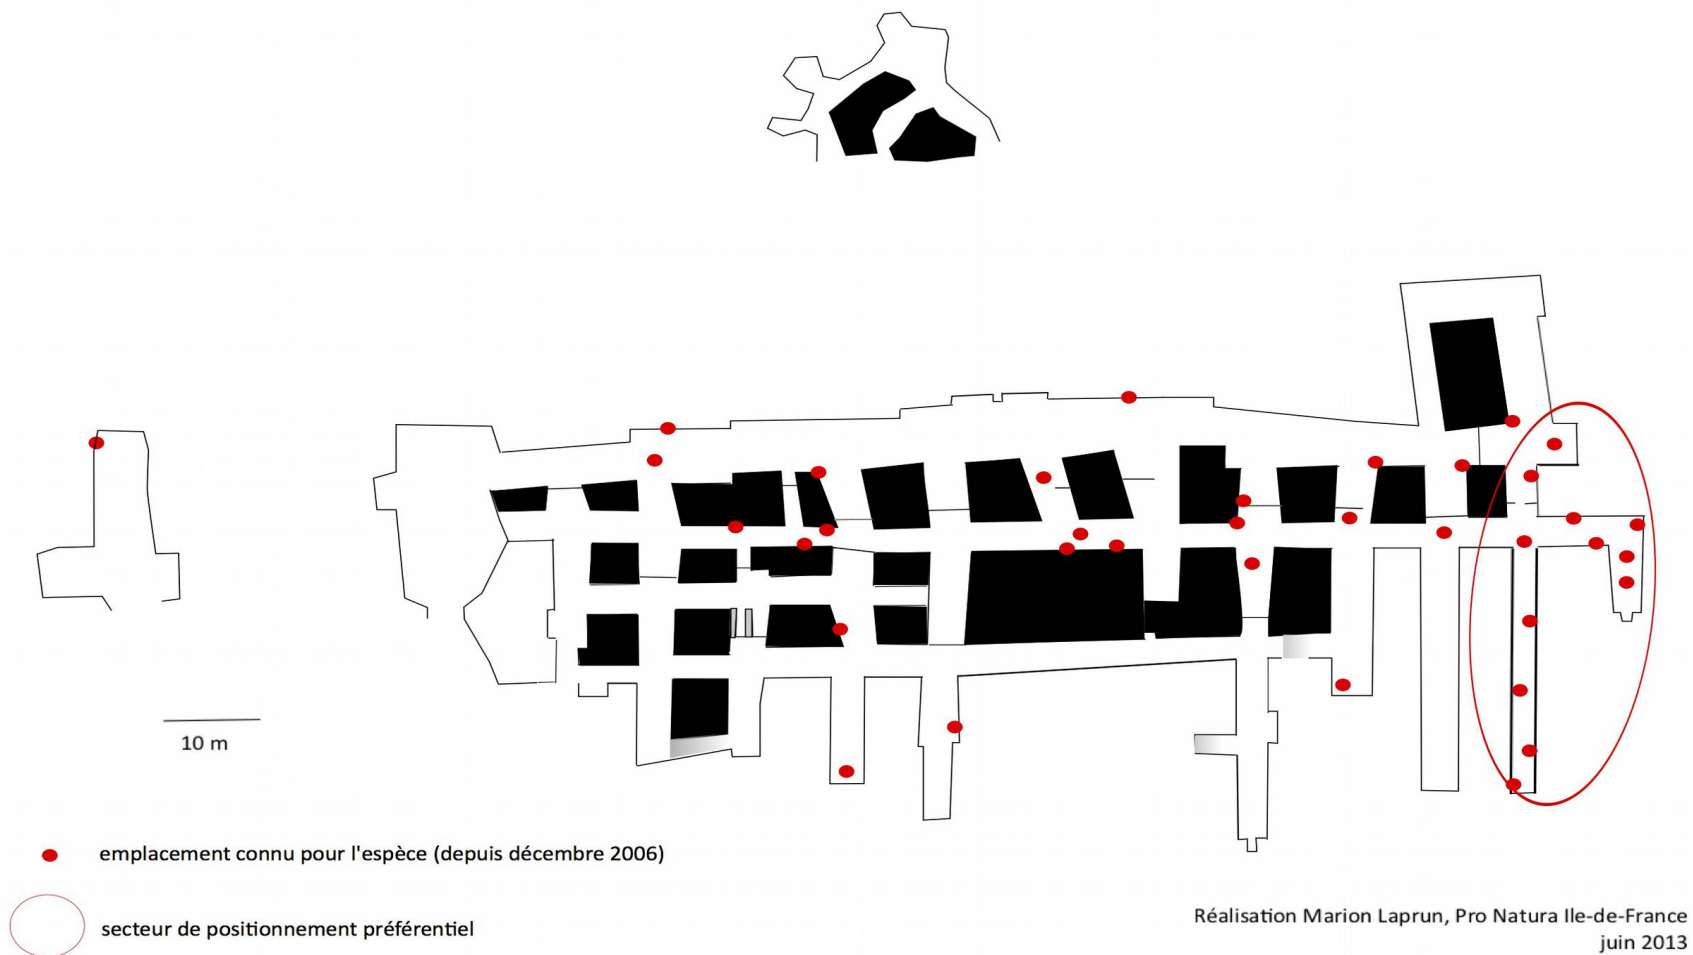 10 m
emplacement connu pour l'espèce (depuis décembre 2006)
secteur de positionnement préférentiel
Réalisation Marion Laprun, Pro Natura Ile-de-France
juin 2013